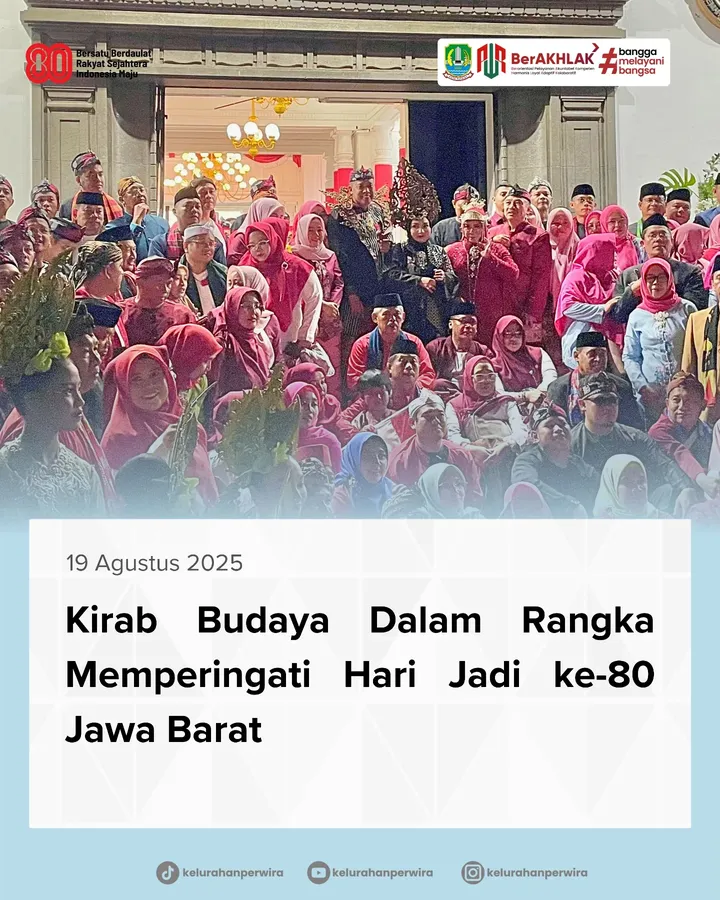 80
Bersatu Berdaulat
Rakyat Sejahtera
Indonesia Maju
BerAKHLAK
#bangga
melayani
bangsa
19 Agustus 2025
Kirab Budaya Dalam Rangka
Memperingati Hari Jadi ke-80
Jawa Barat
kelurahanperwira kelurahanperwira kelurahanperwira